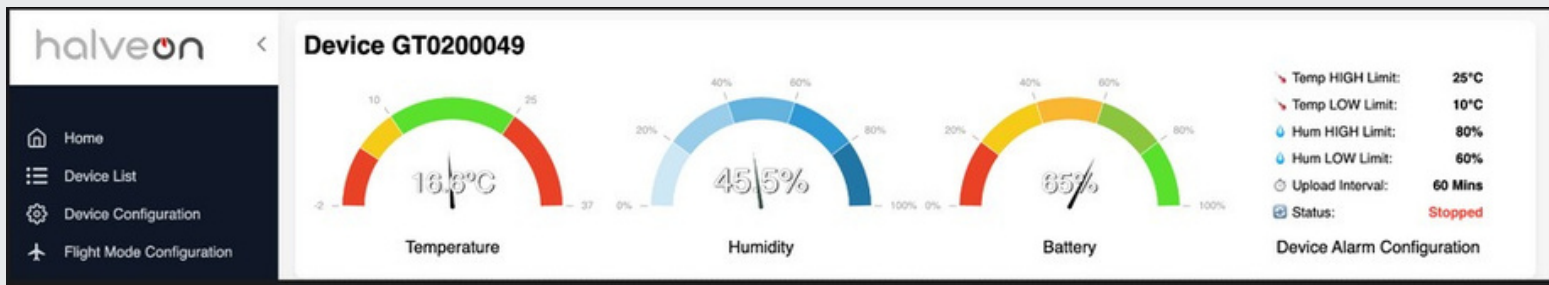 halveon
<
Home
Device List
Device Configuration
Flight Mode Configuration
Device GT0200049
-2
10
25
37
16.6°C
Temperature
0%
20%
40%
60%
80%
100%
45.5%
Humidity
0%
20%
40%
60%
80%
100%
65%
Battery
Temp HIGH Limit: 25°C
Temp LOW Limit: 10°C
Hum HIGH Limit: 80%
Hum LOW Limit: 60%
Upload Interval: 60 Mins
Status: Stopped
Device Alarm Configuration